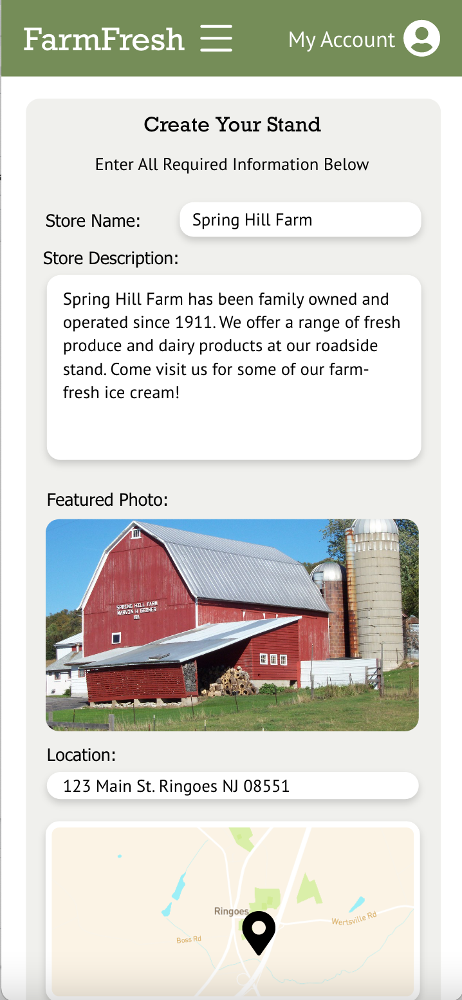 FarmFresh
My Account
Create Your Stand
Enter All Required Information Below
Store Name:
Spring Hill Farm
Store Description:
Spring Hill Farm has been family owned and
operated since 1911. We offer a range of fresh
produce and dairy products at our roadside
stand. Come visit us for some of our farm-
fresh ice cream!
Featured Photo:
SPRING HILL FARM
MARVIN H GERNER
1911
Location:
123 Main St. Ringoes NJ 08551
Ringoes
Wertsville Rd
Boss Rd